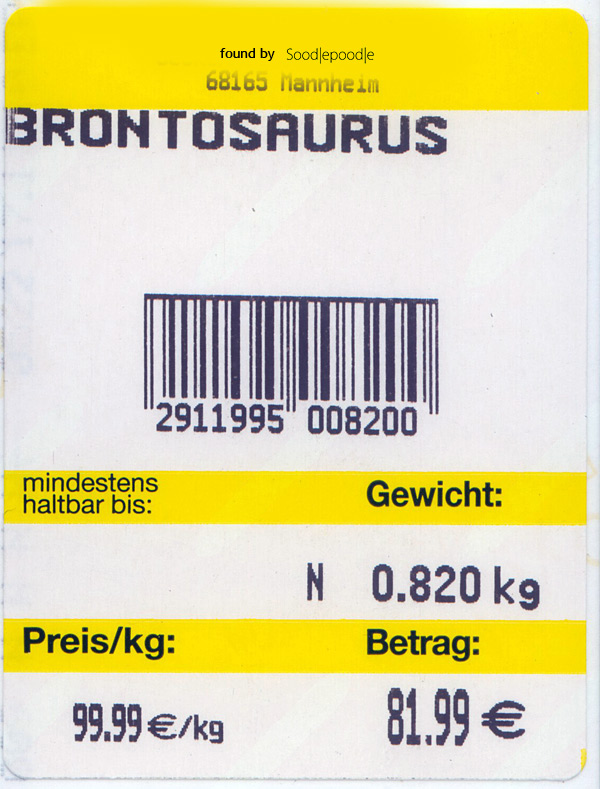 found by Soodlepoodle
68165 Mannheim
BRONTOSAURUS
2911995 008200
mindestens
haltbar bis:
Gewicht:
N 0.820 kg
Preis/kg: Betrag:
99.99 €/kg 81.99 €